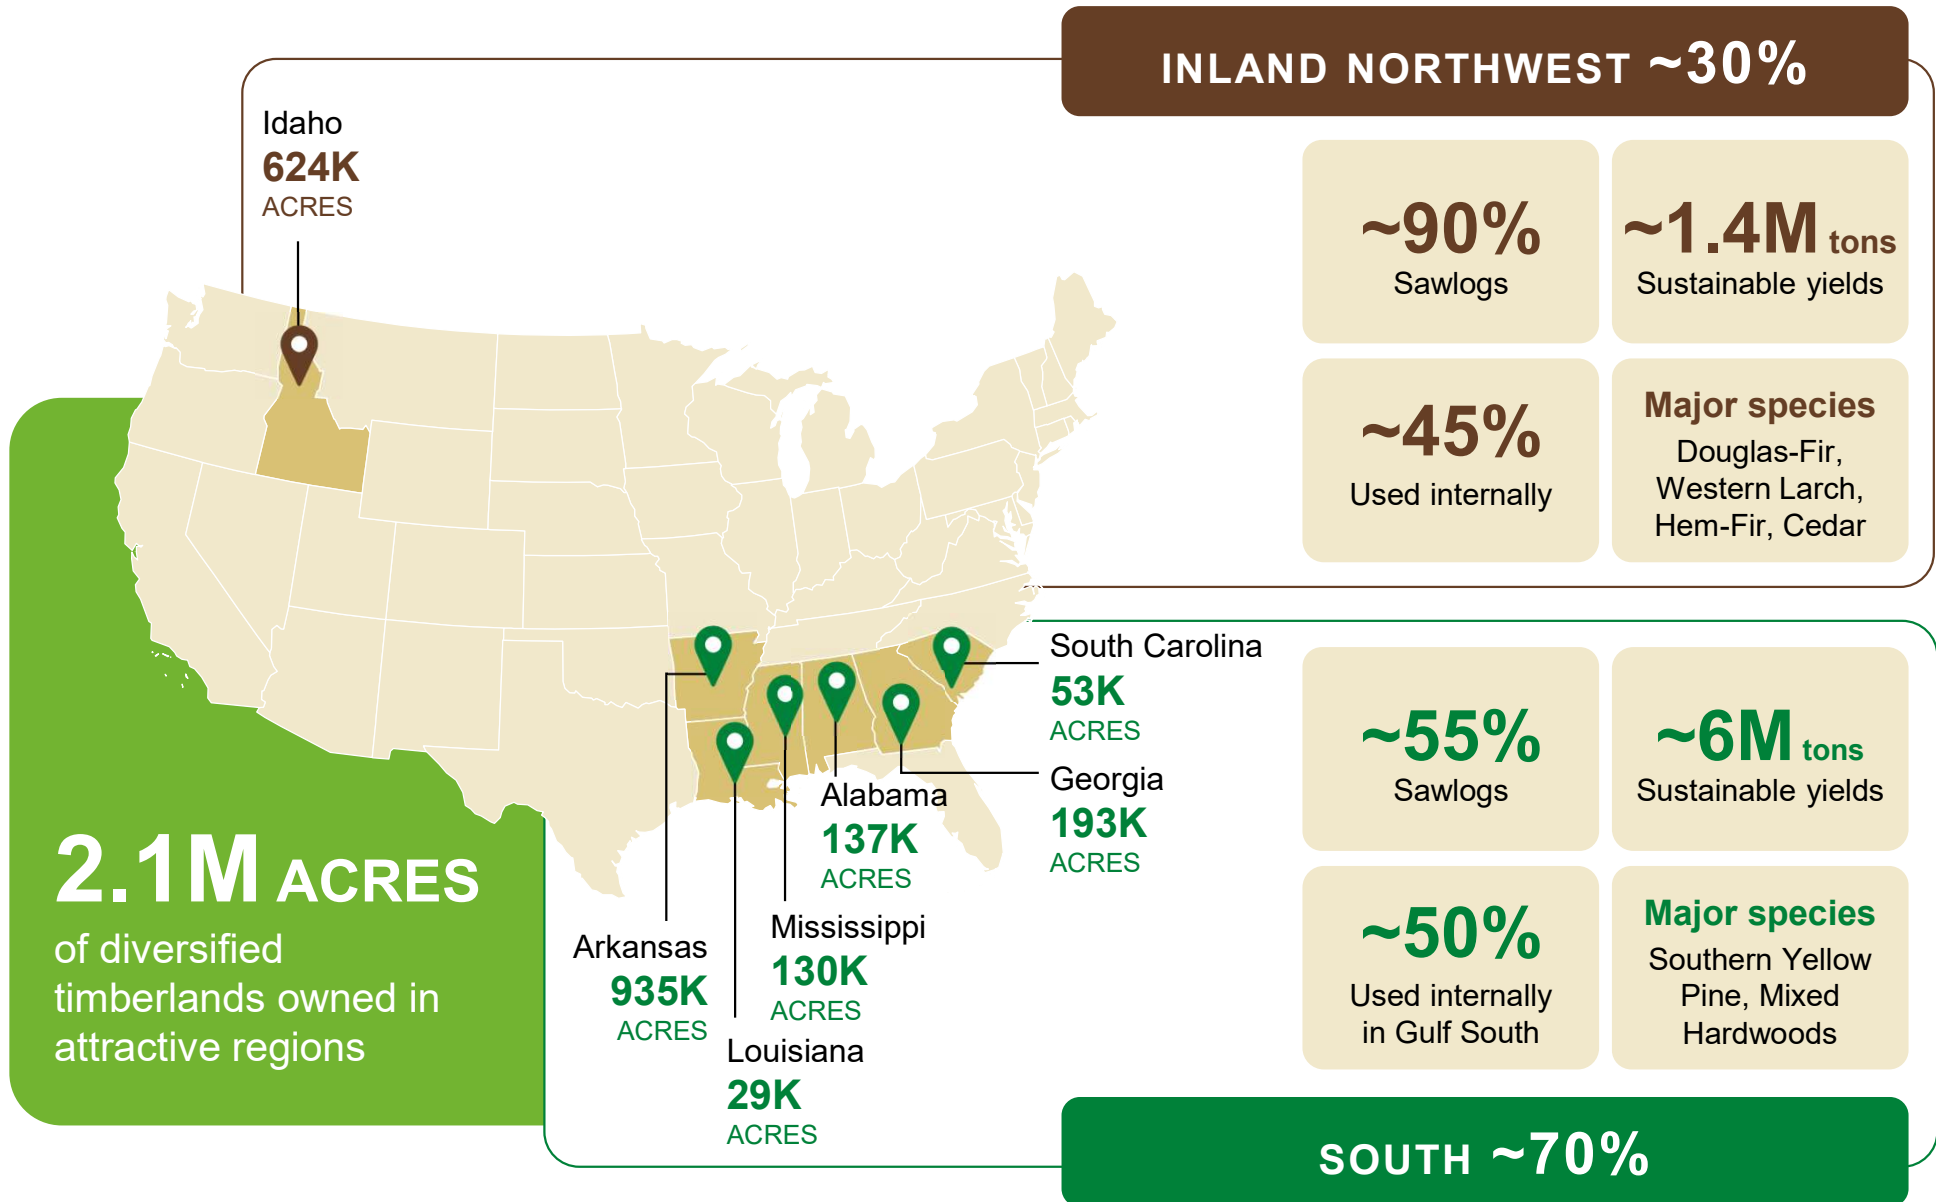 INLAND NORTHWEST ~30%
Idaho
624K
ACRES
~90%
Sawlogs
~1.4M tons
Sustainable yields
~45%
Used internally
Major species
Douglas-Fir,
Western Larch,
Hem-Fir, Cedar
2.1M ACRES
of diversified
timberlands owned in
attractive regions
South Carolina
53K
ACRES
Georgia
193K
ACRES
Alabama
137K
ACRES
Mississippi
130K
ACRES
Arkansas
935K
ACRES
Louisiana
29K
ACRES
~55%
Sawlogs
~6M tons
Sustainable yields
~50%
Used internally
in Gulf South
Major species
Southern Yellow
Pine, Mixed
Hardwoods
SOUTH ~70%